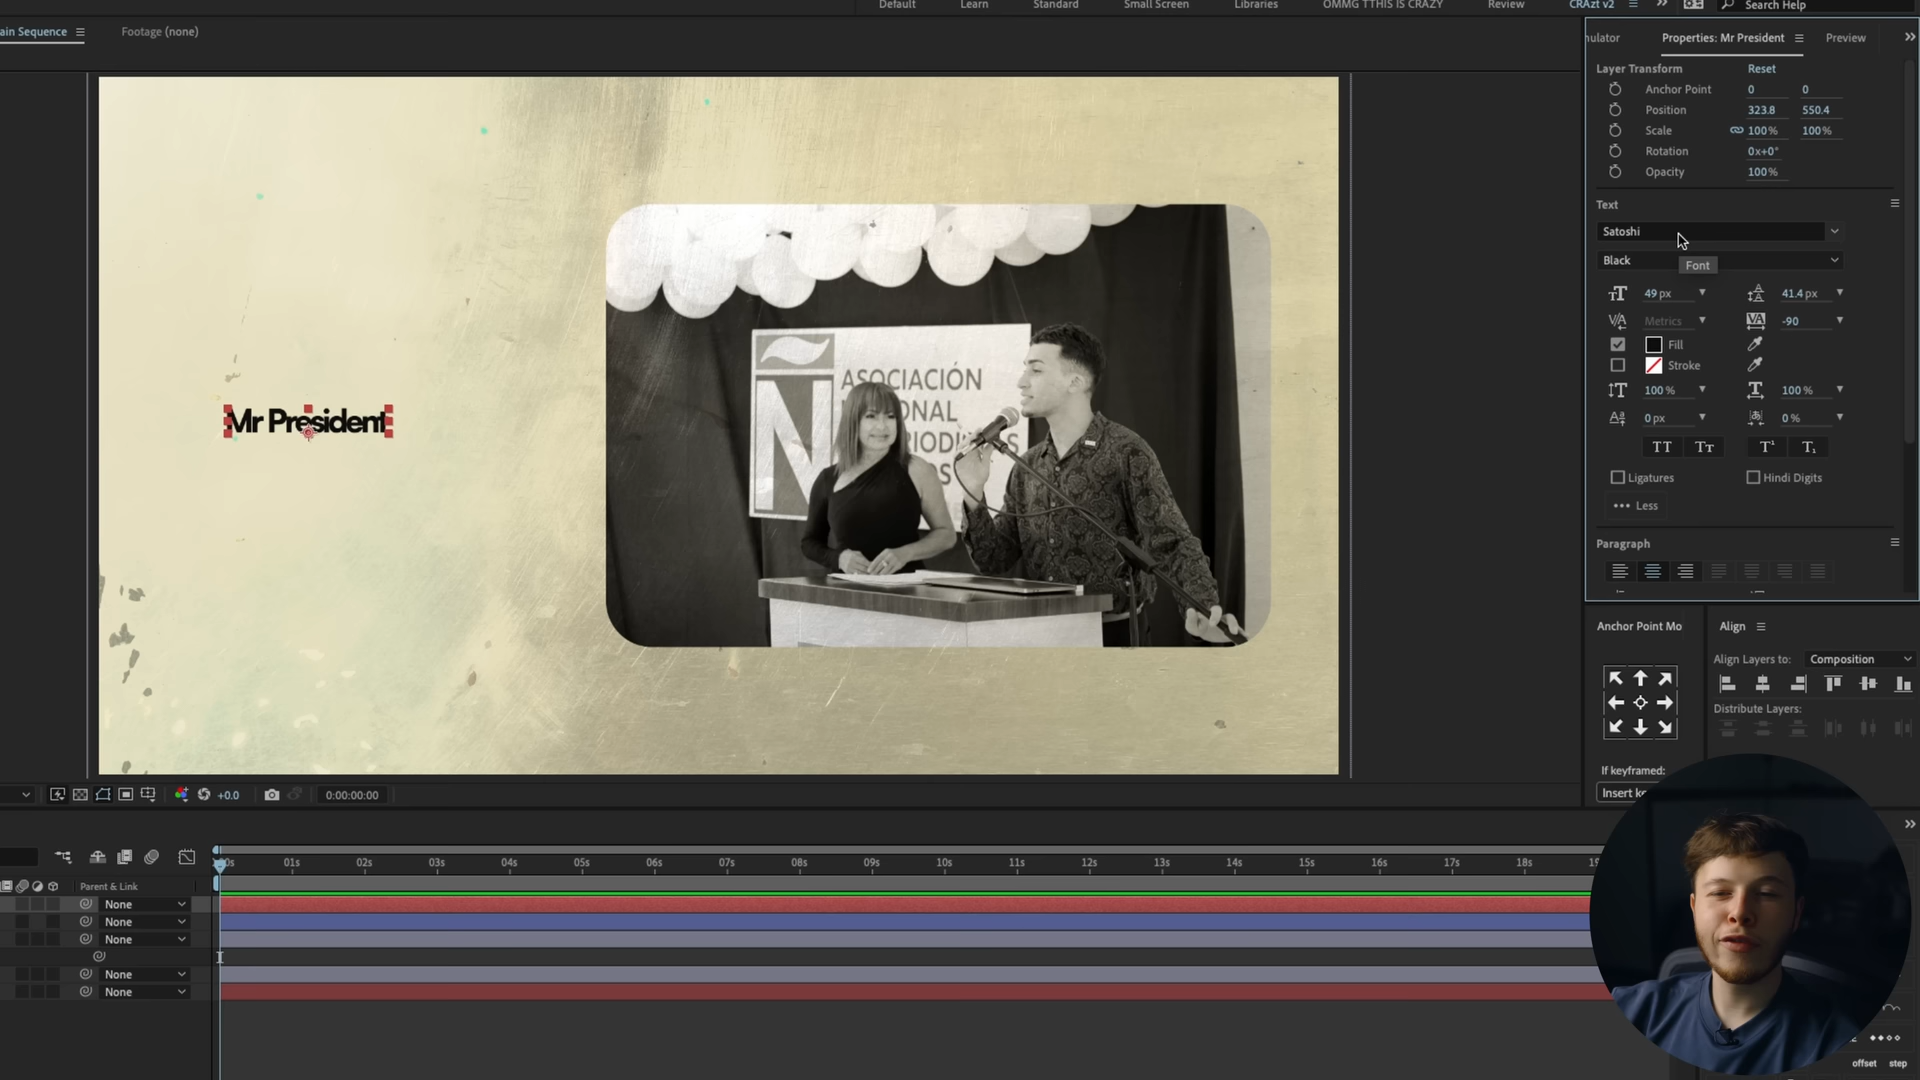 Default
Learn
Standard
Small Screen
Libraries
OMMG TTHIS IS CRAZY
Review
CRAzt v2
Search Help
ain Sequence
Footage (none)
nulator
Properties: Mr President
Preview
Layer Transform
Reset
Anchor Point 0 0
Position 323.8 550.4
Scale 100% 100%
Rotation 0x+0°
Opacity 100%
Text
Satoshi
Black
Font
49 px 41.4 px
Metrics -90
Fill
Stroke
100 % 100 %
0 px 0 %
TT Tт T¹ T₁
Ligatures Hindi Digits
Less
Paragraph
Mr President
Ñ
N
ASOCIACIÓN
Anchor Point Mo
Align
Align Layers to: Composition
Distribute Layers:
If keyframed:
+0.0
0:00:00:00
01s 02s 03s 04s 05s 06s 07s 08s 09s 10s 11s 12s 13s 14s 15s 16s 17s 18s
Parent & Link
None
None
None
None
None
offset step